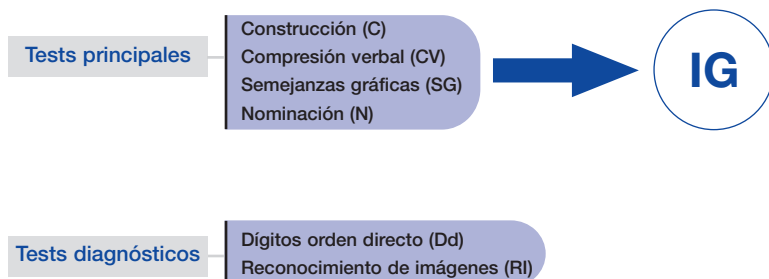 Tests principales
Construcción (C)
Compresión verbal (CV)
Semejanzas gráficas (SG)
Nominación (N)
IG
Tests diagnósticos
Dígitos orden directo (Dd)
Reconocimiento de imágenes (RI)